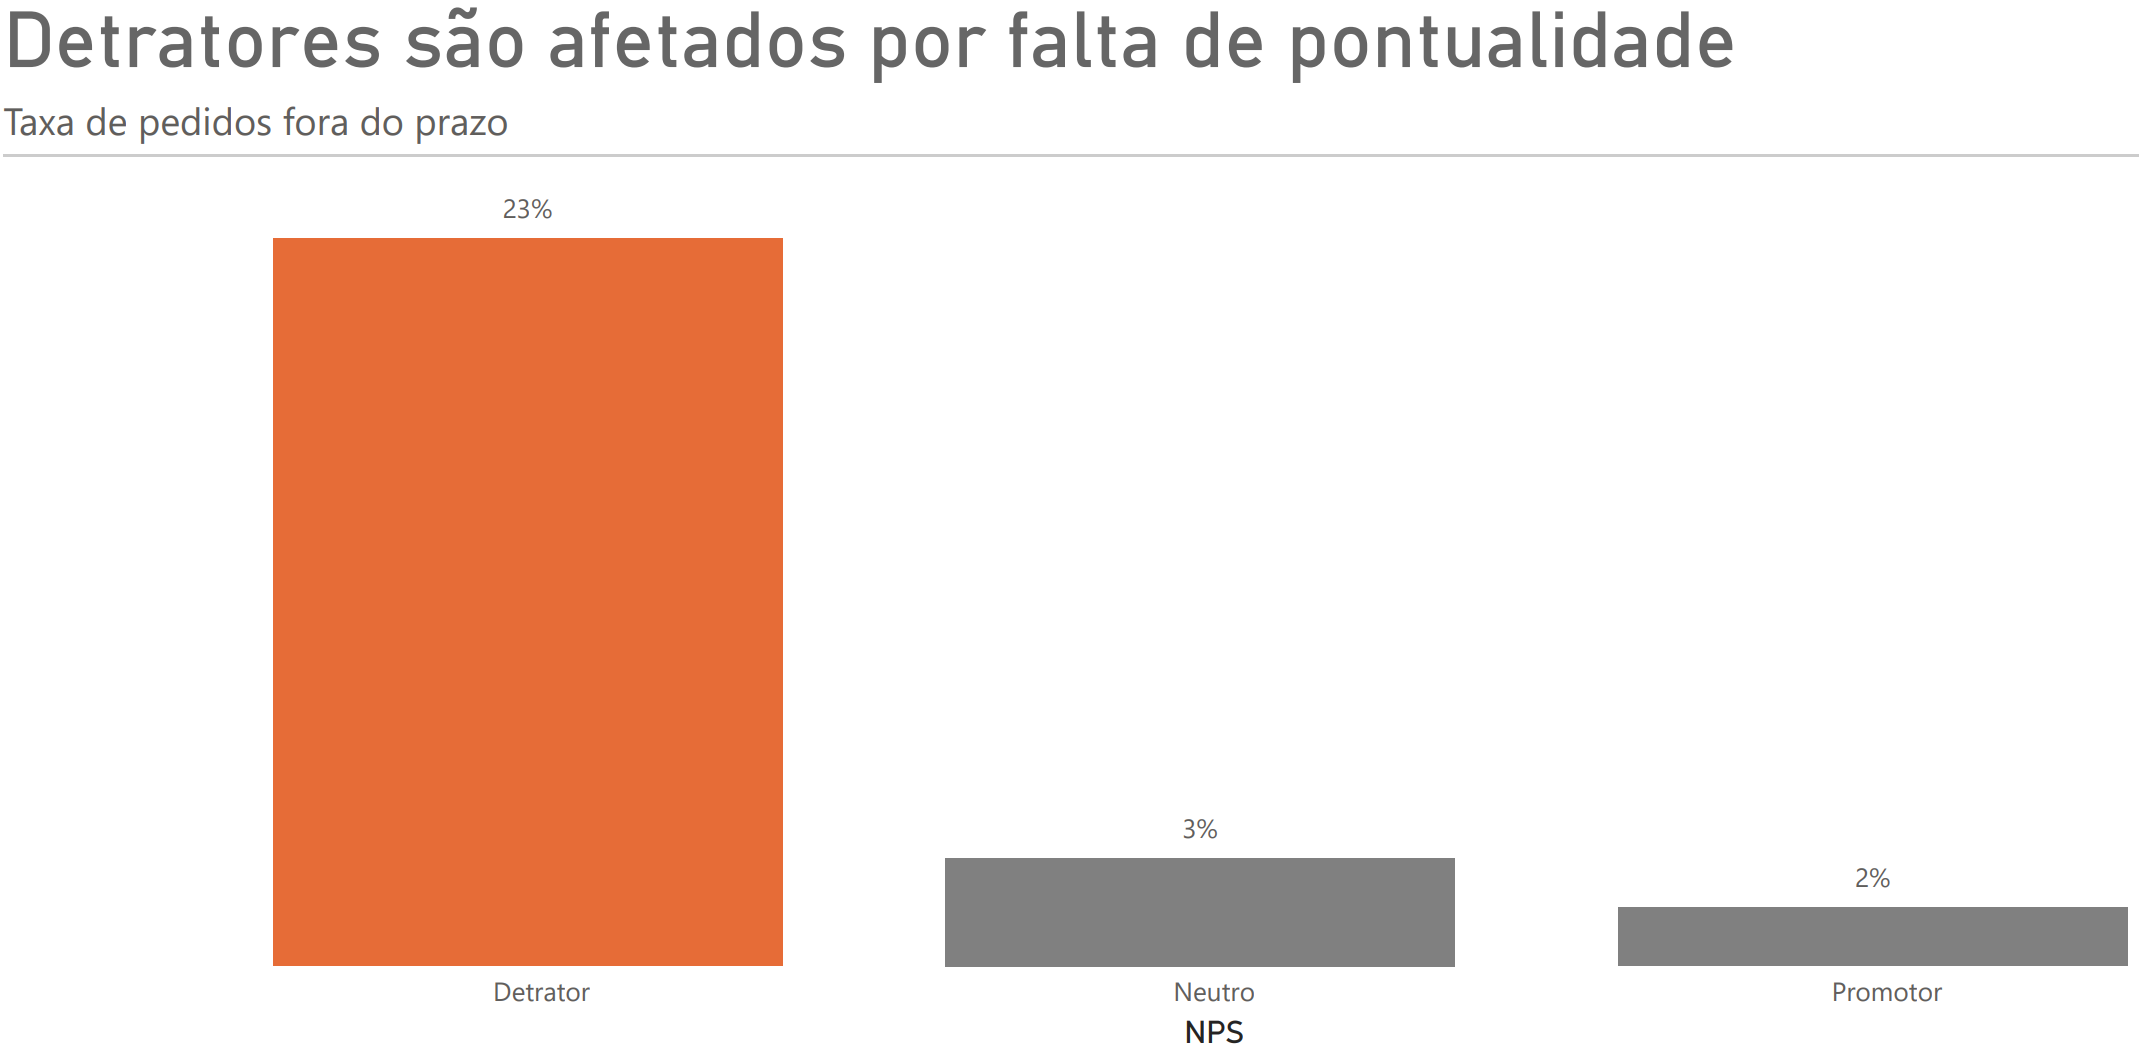 Detratores são afetados por falta de pontualidade
Taxa de pedidos fora do prazo
23%
3%
2%
Detrator
Neutro
Promotor
NPS